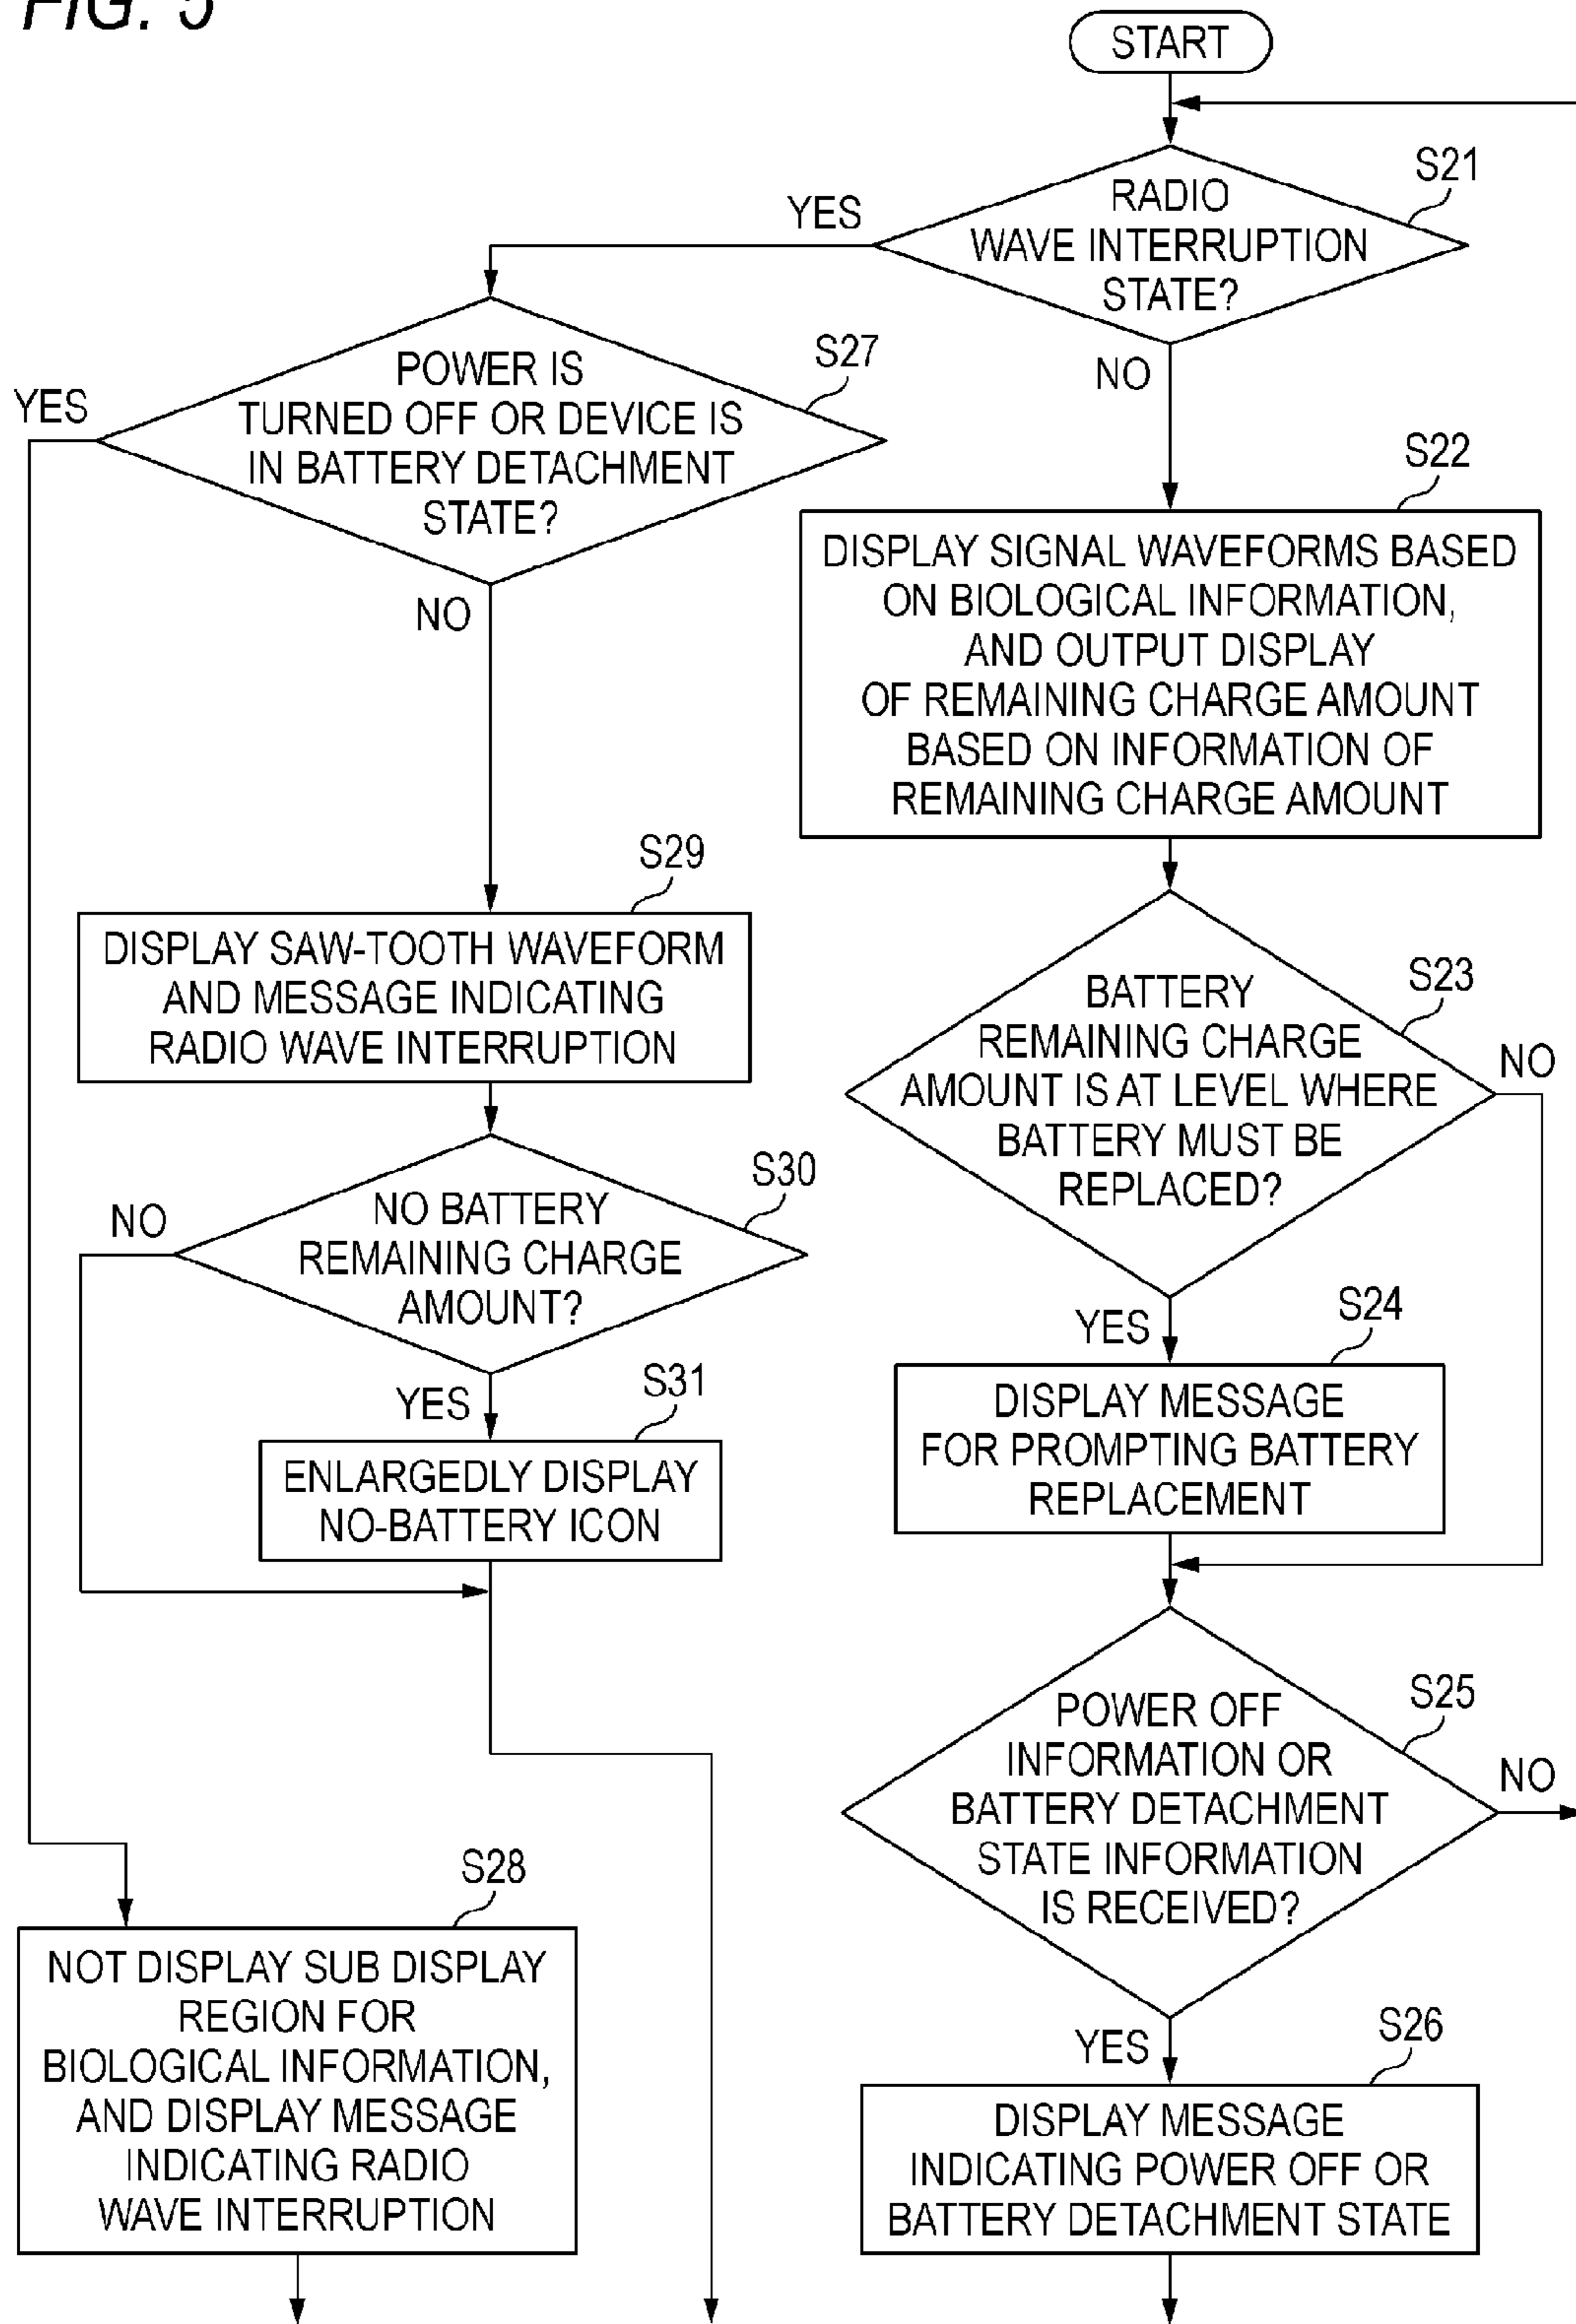 FIG. 5
START
S21
RADIO
WAVE INTERRUPTION
STATE?
YES
NO
S27
POWER IS
TURNED OFF OR DEVICE IS
IN BATTERY DETACHMENT
STATE?
YES
NO
S22
DISPLAY SIGNAL WAVEFORMS BASED
ON BIOLOGICAL INFORMATION,
AND OUTPUT DISPLAY
OF REMAINING CHARGE AMOUNT
BASED ON INFORMATION OF
REMAINING CHARGE AMOUNT
S29
DISPLAY SAW-TOOTH WAVEFORM
AND MESSAGE INDICATING
RADIO WAVE INTERRUPTION
S23
BATTERY
REMAINING CHARGE
AMOUNT IS AT LEVEL WHERE
BATTERY MUST BE
REPLACED?
NO
YES
S30
NO BATTERY
REMAINING CHARGE
AMOUNT?
NO
YES
S24
DISPLAY MESSAGE
FOR PROMPTING BATTERY
REPLACEMENT
S31
ENLARGEDLY DISPLAY
NO-BATTERY ICON
S25
POWER OFF
INFORMATION OR
BATTERY DETACHMENT
STATE INFORMATION
IS RECEIVED?
NO
YES
S28
NOT DISPLAY SUB DISPLAY
REGION FOR
BIOLOGICAL INFORMATION,
AND DISPLAY MESSAGE
INDICATING RADIO
WAVE INTERRUPTION
S26
DISPLAY MESSAGE
INDICATING POWER OFF OR
BATTERY DETACHMENT STATE